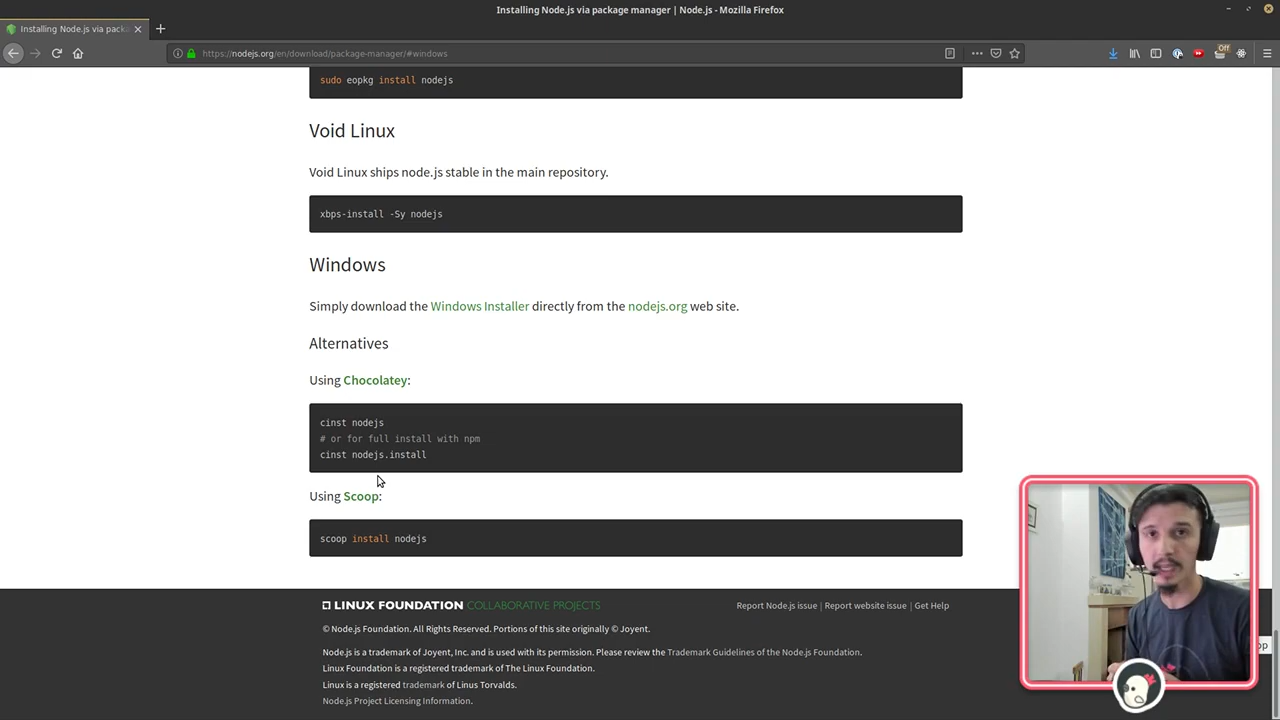 Installing Node.js via package manager | Node.js - Mozilla Firefox
Installing Node.js via packa
https://nodejs.org/en/download/package-manager/#windows
Off
sudo eopkg install nodejs
Void Linux
Void Linux ships node.js stable in the main repository.
xbps-install -Sy nodejs
Windows
Simply download the Windows Installer directly from the nodejs.org web site.
Alternatives
Using Chocolatey:
cinst nodejs
# or for full install with npm
cinst nodejs.install
Using Scoop:
scoop install nodejs
LINUX FOUNDATION COLLABORATIVE PROJECTS
Report Node.js issue | Report website issue | Get Help
© Node.js Foundation. All Rights Reserved. Portions of this site originally © Joyent.
Node.js is a trademark of Joyent, Inc. and is used with its permission. Please review the Trademark Guidelines of the Node.js Foundation.
Linux Foundation is a registered trademark of The Linux Foundation.
Linux is a registered trademark of Linus Torvalds.
Node.js Project Licensing Information.